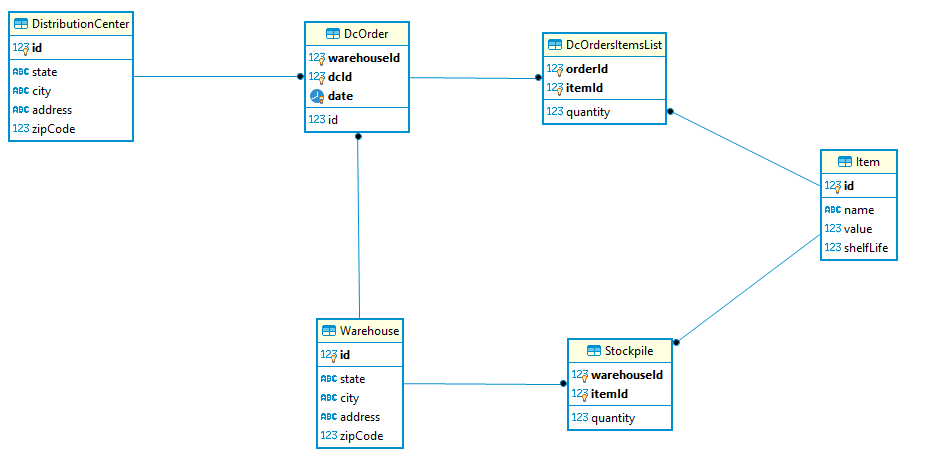 DistributionCenter
123 id
ABC state
ABC city
ABC address
123 zipCode
DcOrder
123 warehouseId
123 dcId
date
123 id
DcOrdersItemsList
123 orderId
123 itemId
123 quantity
Item
123 id
ABC name
123 value
123 shelfLife
Warehouse
123 id
ABC state
ABC city
ABC address
123 zipCode
Stockpile
123 warehouseId
123 itemId
123 quantity